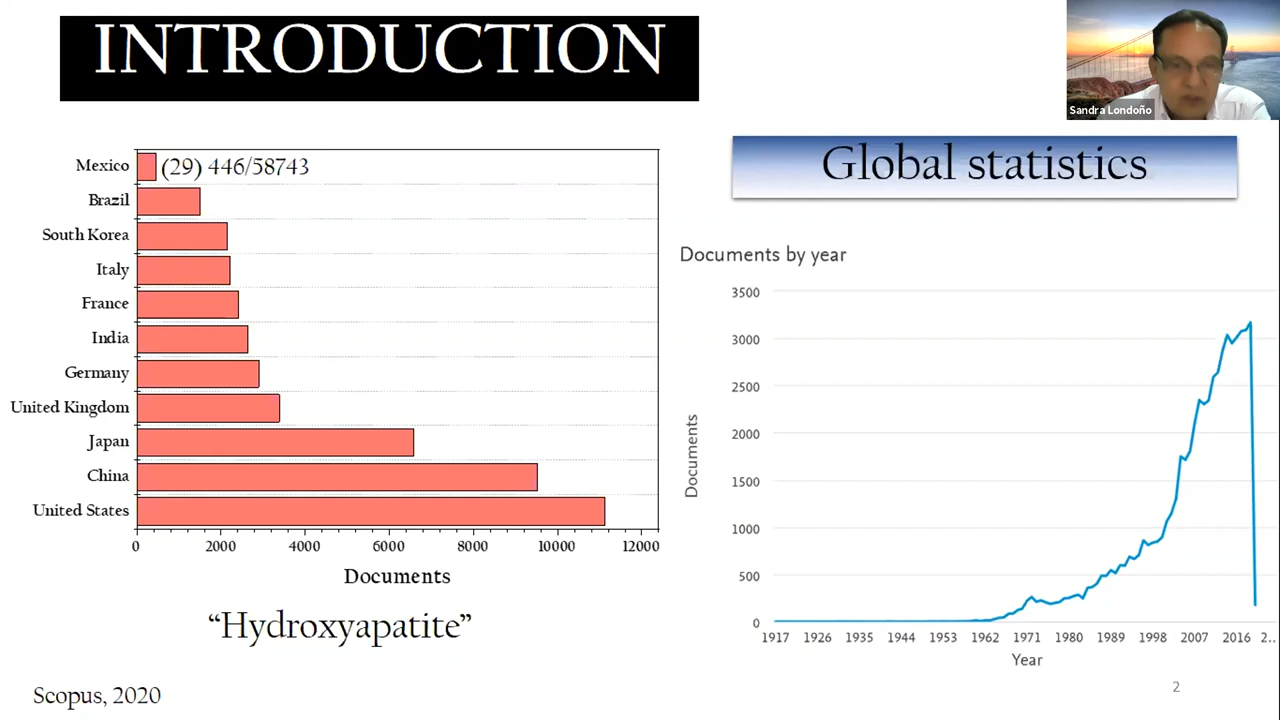 INTRODUCTION
Sandra Londoño
Mexico
(29) 446/58743
Brazil
South Korea
Italy
France
India
Germany
United Kingdom
Japan
China
United States
0 2000 4000 6000 8000 10000 12000
Documents
"Hydroxyapatite"
Scopus, 2020
Global statistics
Documents by year
3500
3000
2500
2000
1500
1000
500
0
Documents
1917 1926 1935 1944 1953 1962 1971 1980 1989 1998 2007 2016 2..
Year
2